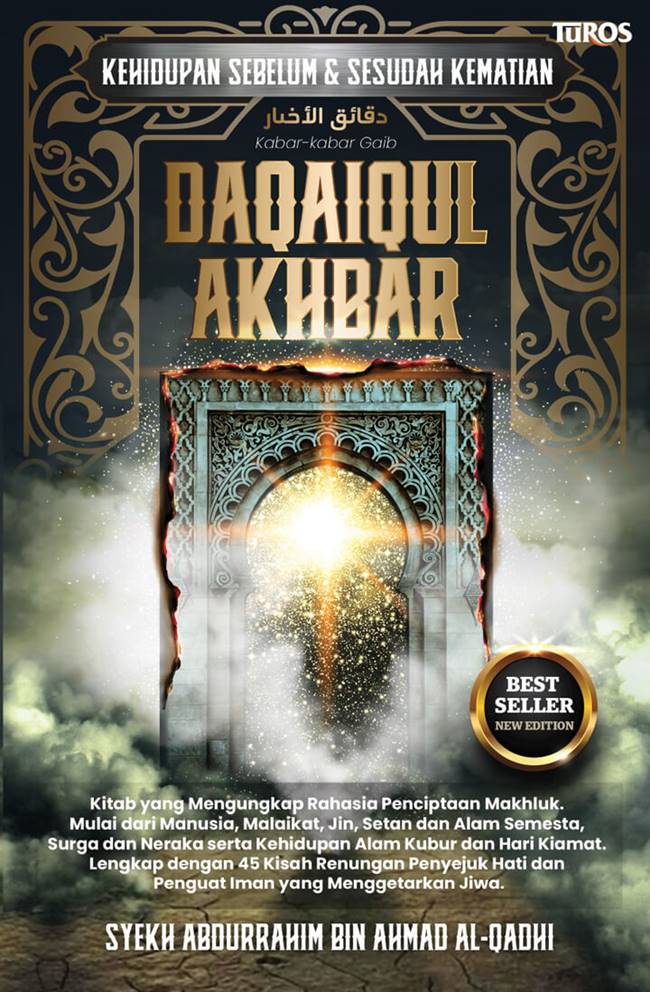 TUROS
KEHIDUPAN SEBELUM & SESUDAH KEMATIAN
دقائق الأخبار
Kabar-kabar Gaib
DAQAIQUL
AKHBAR
BEST
SELLER
NEW EDITION
Kitab yang Mengungkap Rahasia Penciptaan Makhluk.
Mulai dari Manusia, Malaikat, Jin, Setan dan Alam Semesta,
Surga dan Neraka serta Kehidupan Alam Kubur dan Hari Kiamat.
Lengkap dengan 45 Kisah Renungan Penyejuk Hati dan
Penguat Iman yang Menggetarkan Jiwa.
SYEKH ABDURRAHIM BIN AHMAD AL-QADHI